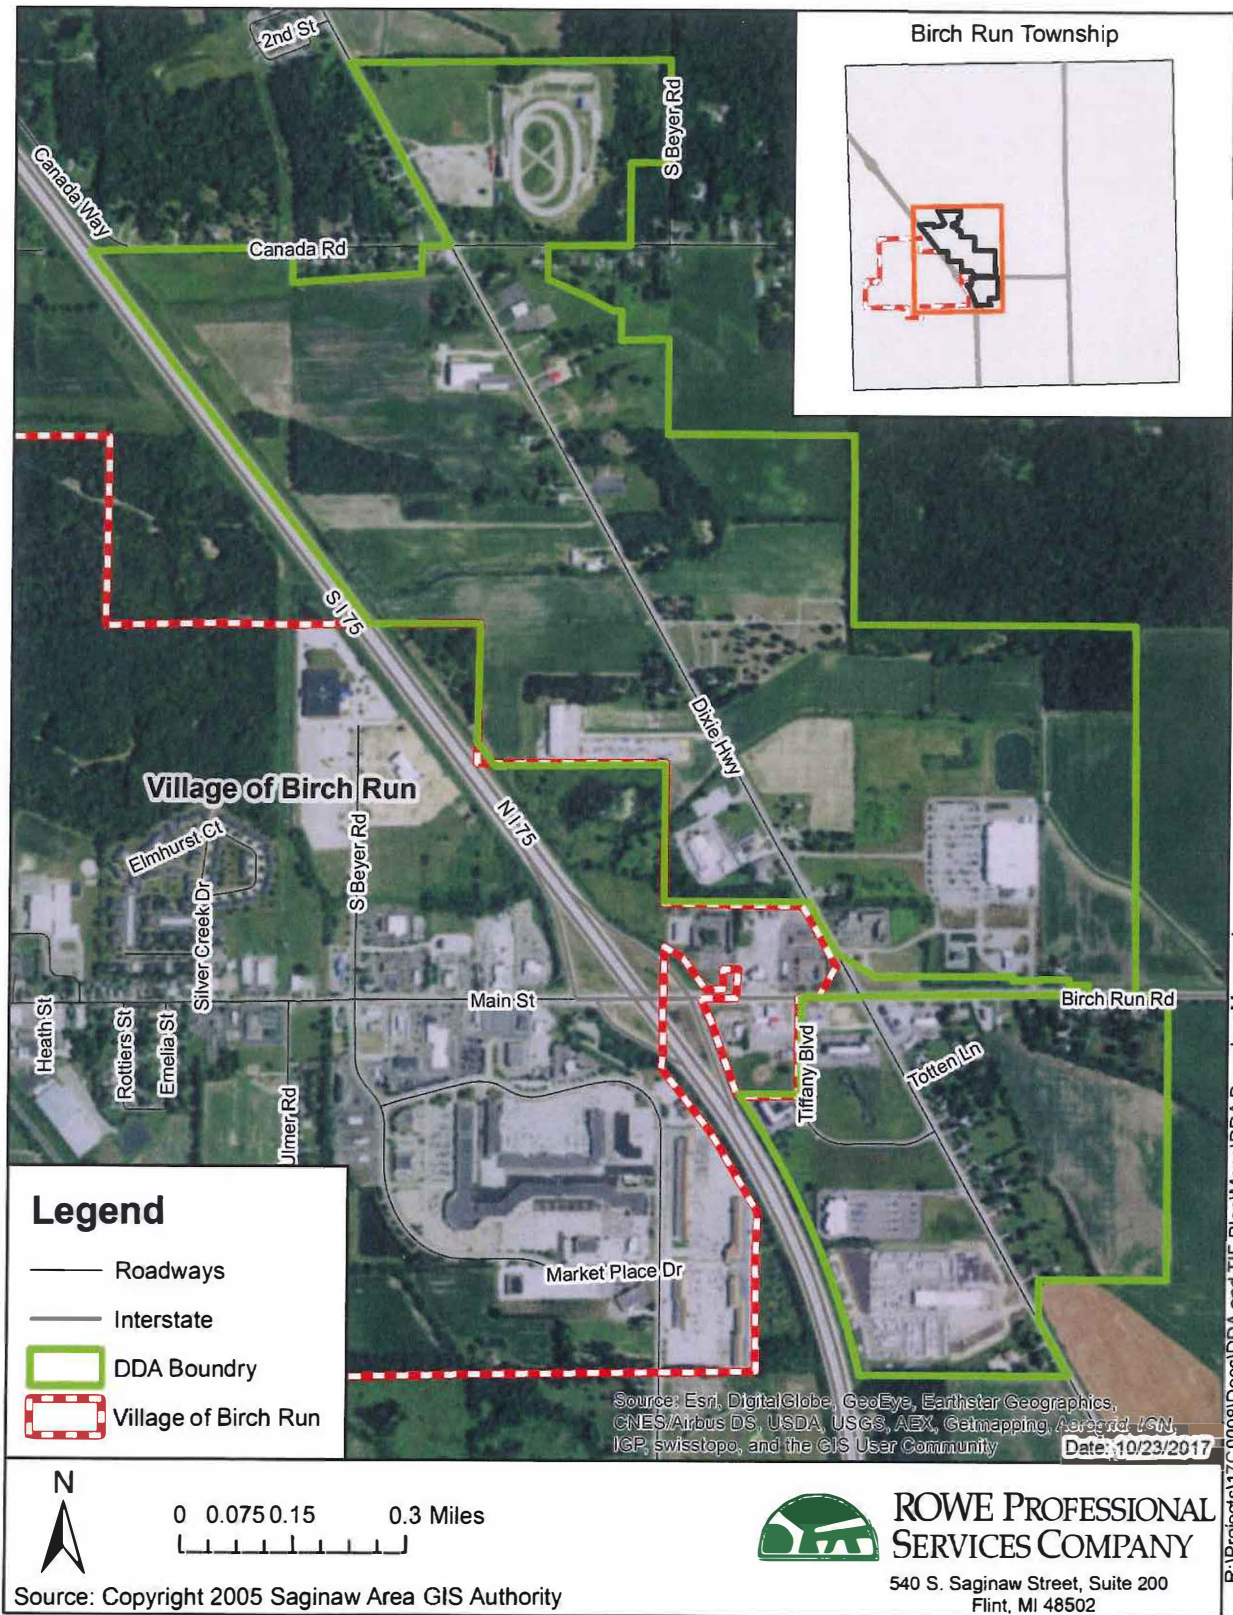 Birch Run Township
2nd St
S Beyer Rd
Canada Way
Canada Rd
S I 75
Dixie Hwy
Village of Birch Run
N I 75
Elmhurst Ct
S Beyer Rd
Silver Creek Dr
Main St
Birch Run Rd
Heath St
Rottiers St
Emelia St
Tiffany Blvd
Totten Ln
Ulmer Rd
Market Place Dr
Legend
Roadways
Interstate
DDA Boundry
Village of Birch Run
Source: Esri, DigitalGlobe, GeoEye, Earthstar Geographics,
CNES/Airbus DS, USDA, USGS, AEX, Getmapping, Aerogrid, IGN,
IGP, swisstopo, and the GIS User Community
Date: 10/23/2017
N
0 0.075 0.15 0.3 Miles
Source: Copyright 2005 Saginaw Area GIS Authority
ROWE PROFESSIONAL
SERVICES COMPANY
540 S. Saginaw Street, Suite 200
Flint, MI 48502